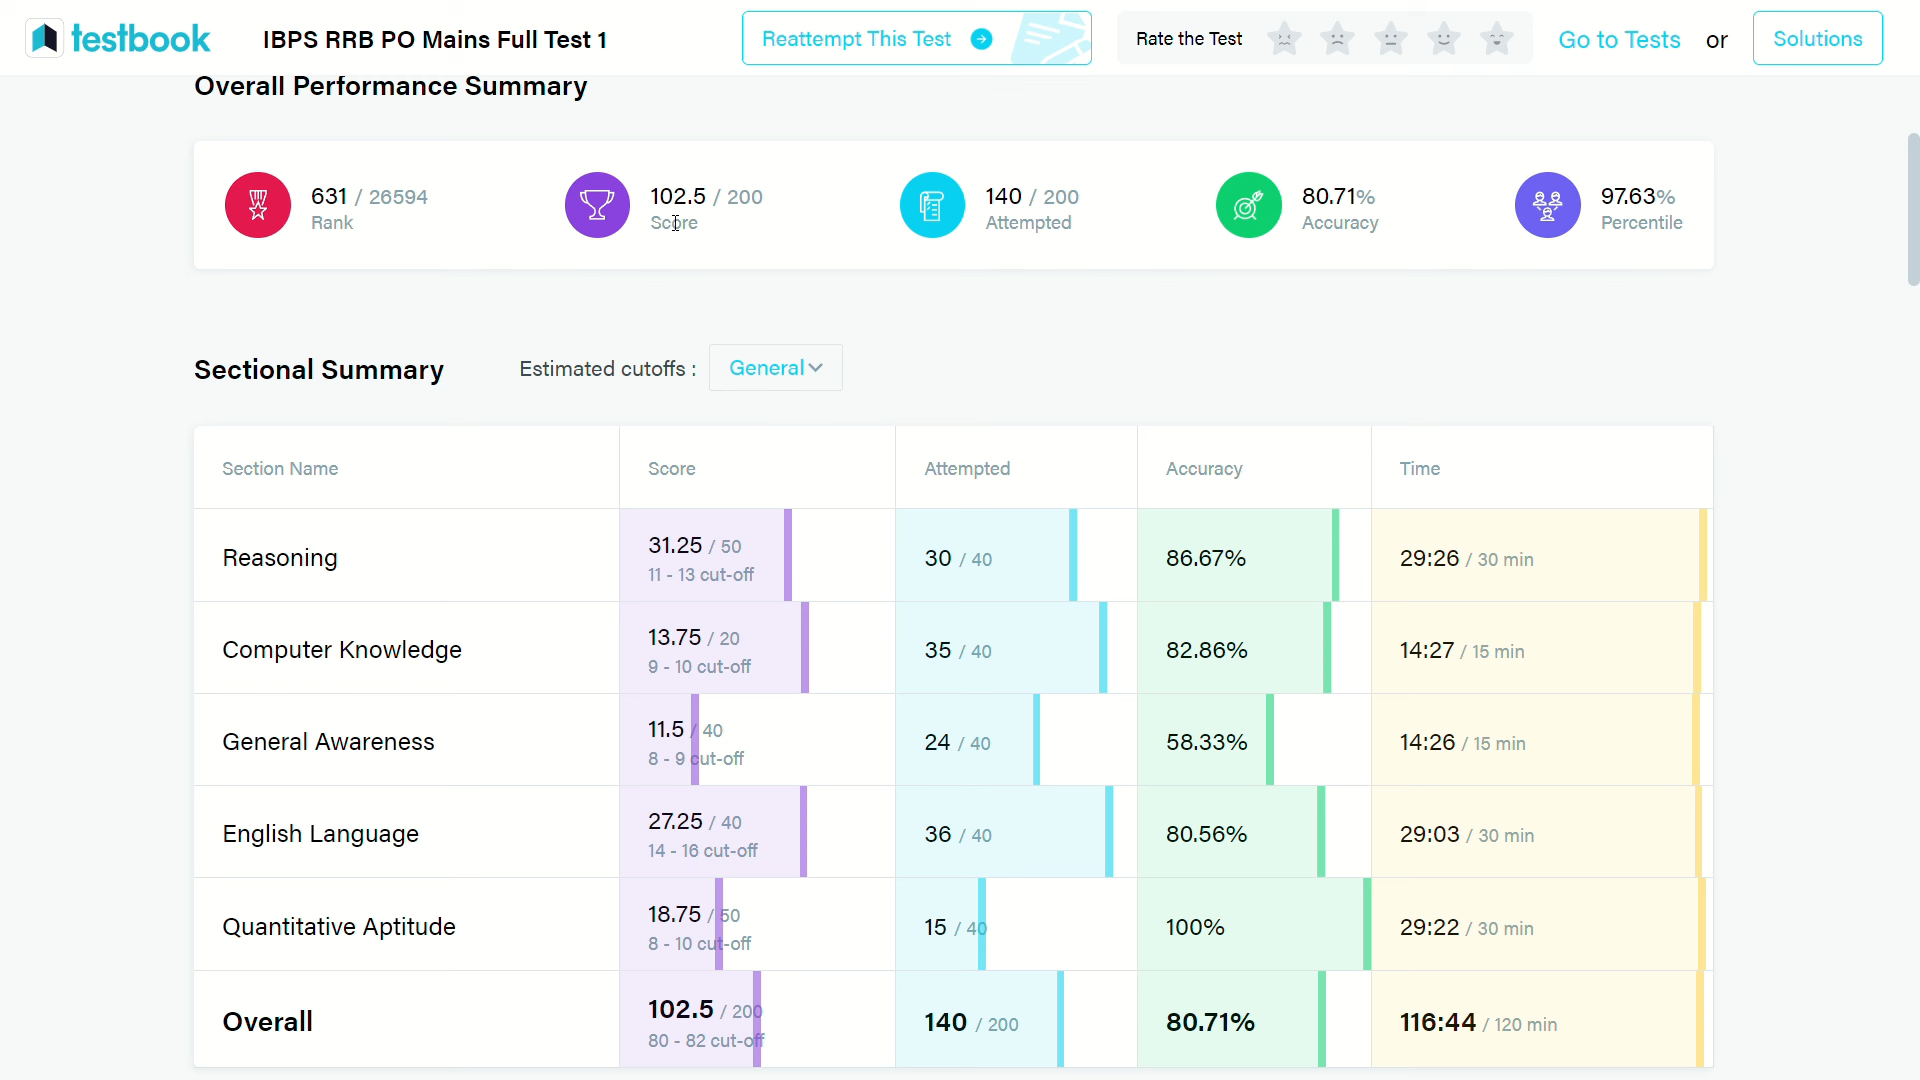 testbook IBPS RRB PO Mains Full Test 1 Reattempt This Test Rate the Test Go to Tests or Solutions
Overall Performance Summary
631 / 26594 102.5 / 200 140 / 200 80.71% 97.63%
Rank Score Attempted Accuracy Percentile
Sectional Summary Estimated cutoffs : General
Section Name Score Attempted Accuracy Time
Reasoning 31.25 / 50 30 / 40 86.67% 29:26 / 30 min
11 - 13 cut-off
Computer Knowledge 13.75 / 20 35 / 40 82.86% 14:27 / 15 min
9 - 10 cut-off
General Awareness 11.5 / 40 24 / 40 58.33% 14:26 / 15 min
8 - 9 cut-off
English Language 27.25 / 40 36 / 40 80.56% 29:03 / 30 min
14 - 16 cut-off
Quantitative Aptitude 18.75 / 50 15 / 40 100% 29:22 / 30 min
8 - 10 cut-off
Overall 102.5 / 200 140 / 200 80.71% 116:44 / 120 min
80 - 82 cut-off